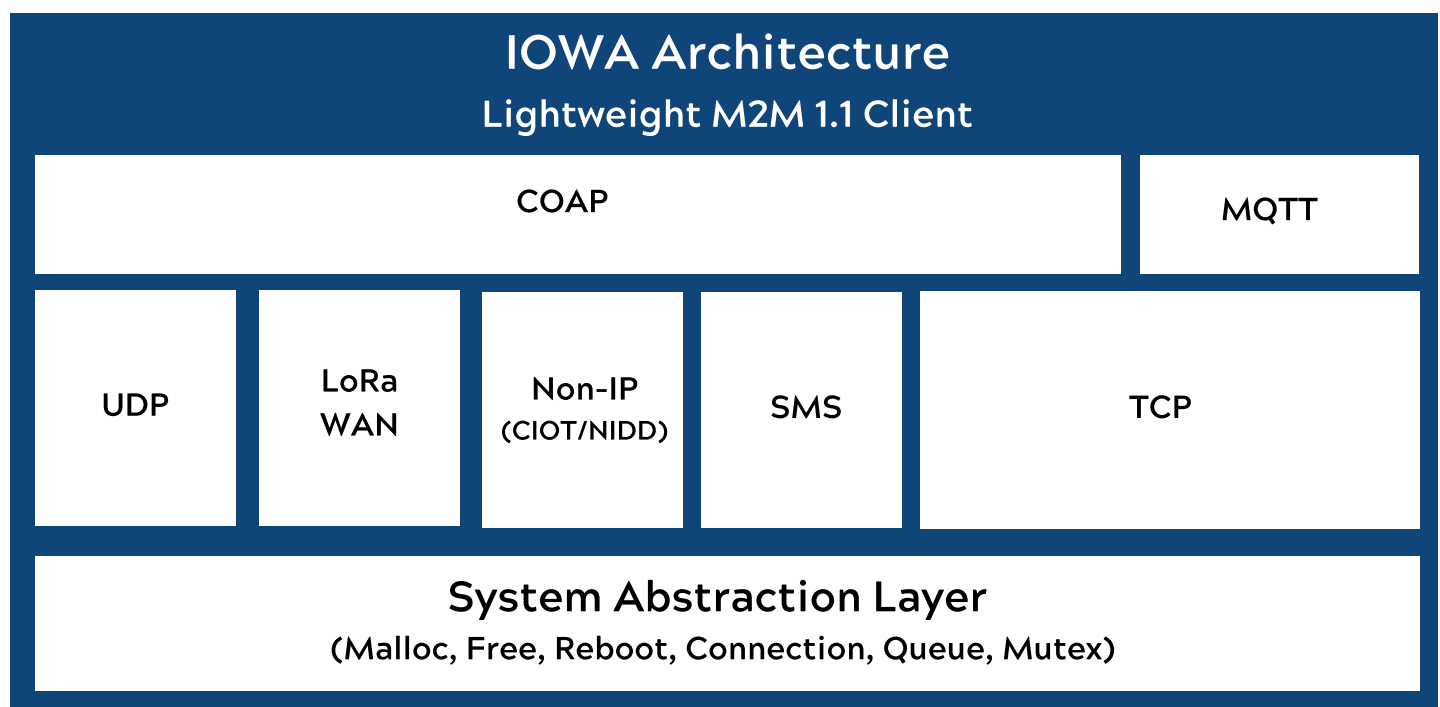 IOWA Architecture
Lightweight M2M 1.1 Client
COAP
MQTT
UDP
LoRa
WAN
Non-IP
(CIOT/NIDD)
SMS
TCP
System Abstraction Layer
(Malloc, Free, Reboot, Connection, Queue, Mutex)